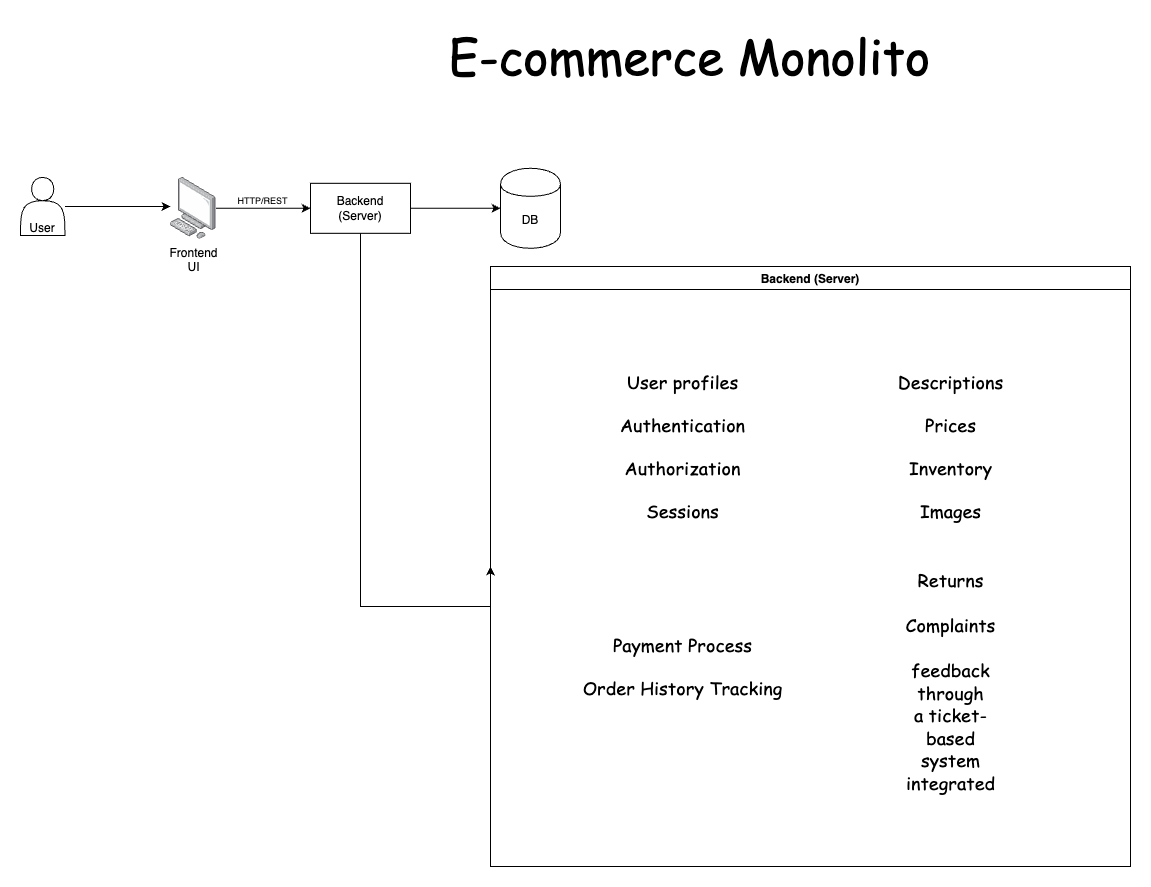 E-commerce Monolito
User
Frontend
UI
HTTP/REST
Backend
(Server)
DB
Backend (Server)
User profiles
Authentication
Authorization
Sessions
Descriptions
Prices
Inventory
Images
Payment Process
Order History Tracking
Returns
Complaints
feedback
through
a ticket-
based
system
integrated